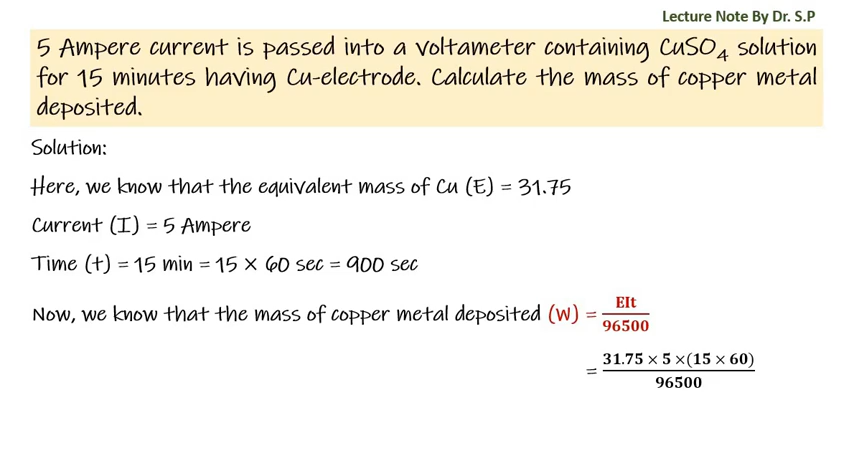 Lecture Note By Dr. S.P
5 Ampere current is passed into a voltameter containing CuSO₄ solution
for 15 minutes having Cu-electrode. Calculate the mass of copper metal
deposited.
Solution:
Here, we know that the equivalent mass of Cu (E) = 31.75
Current (I) = 5 Ampere
Time (t) = 15 min = 15 × 60 sec = 900 sec
Now, we know that the mass of copper metal deposited (W) = EIt / 96500
= 31.75 × 5 ×(15 × 60) / 96500